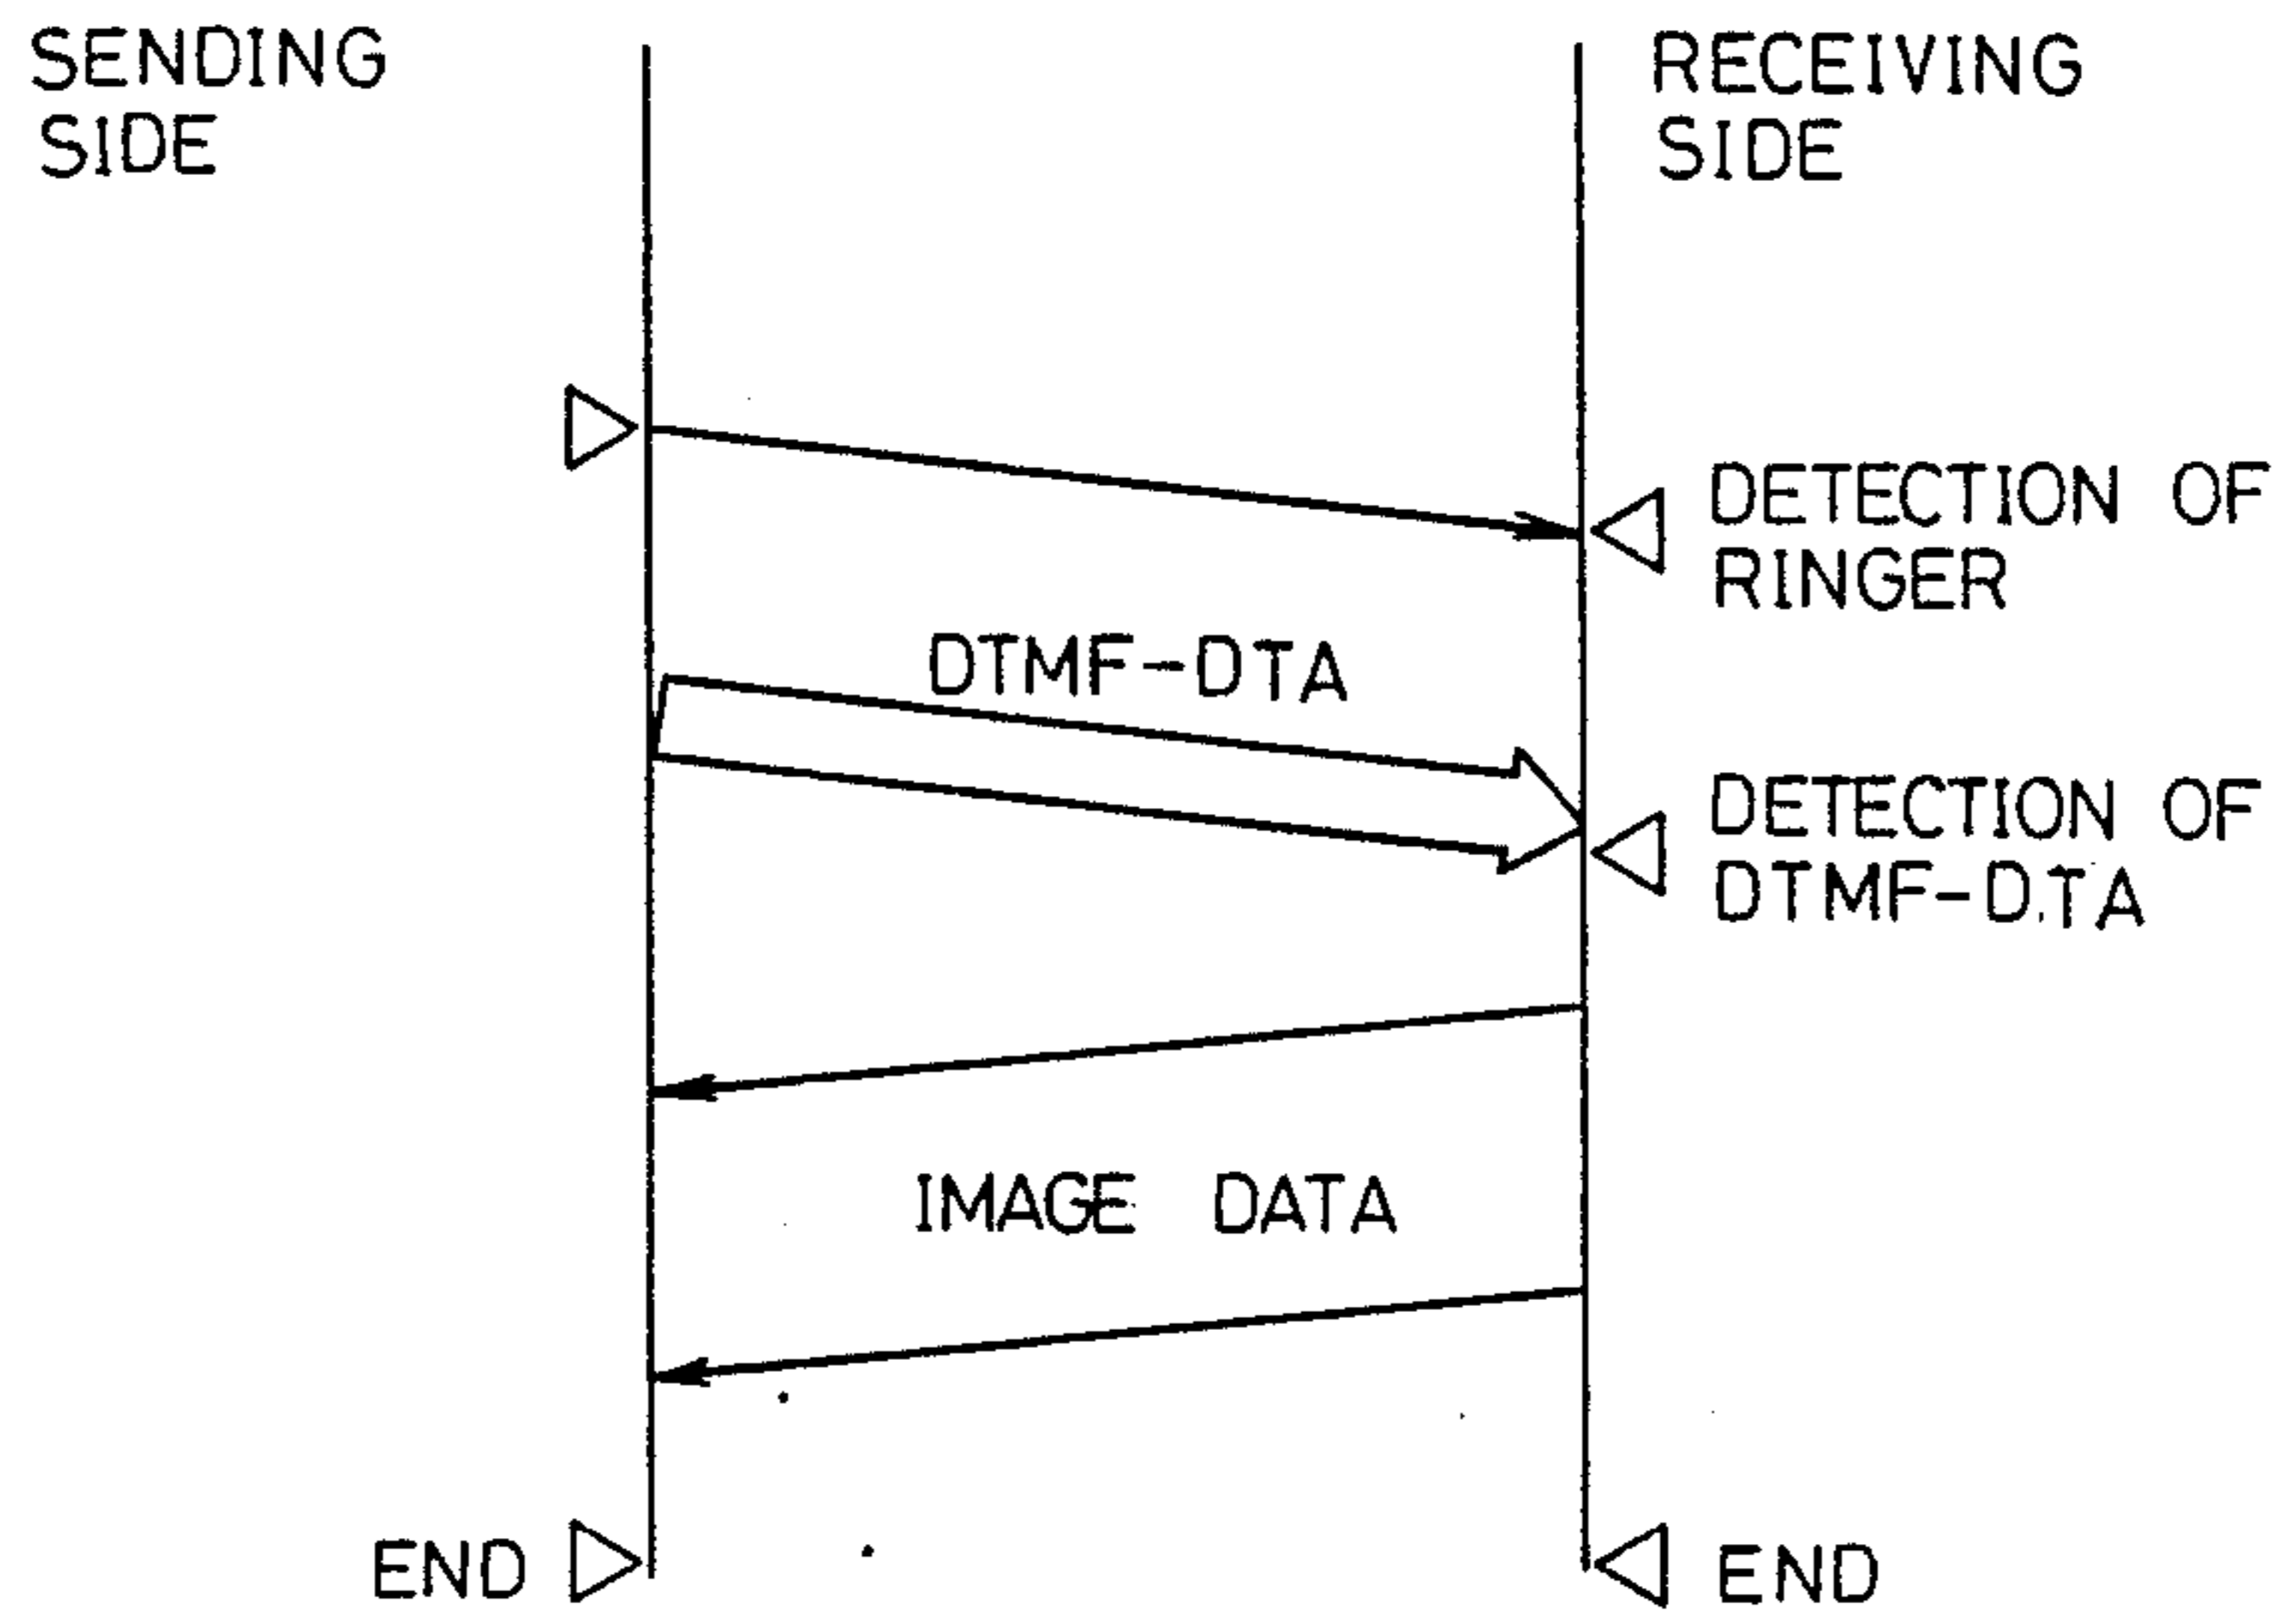 SENDING
SIDE
RECEIVING
SIDE
DETECTION OF
RINGER
DTMF-DTA
DETECTION OF
DTMF-DTA
IMAGE DATA
END
END